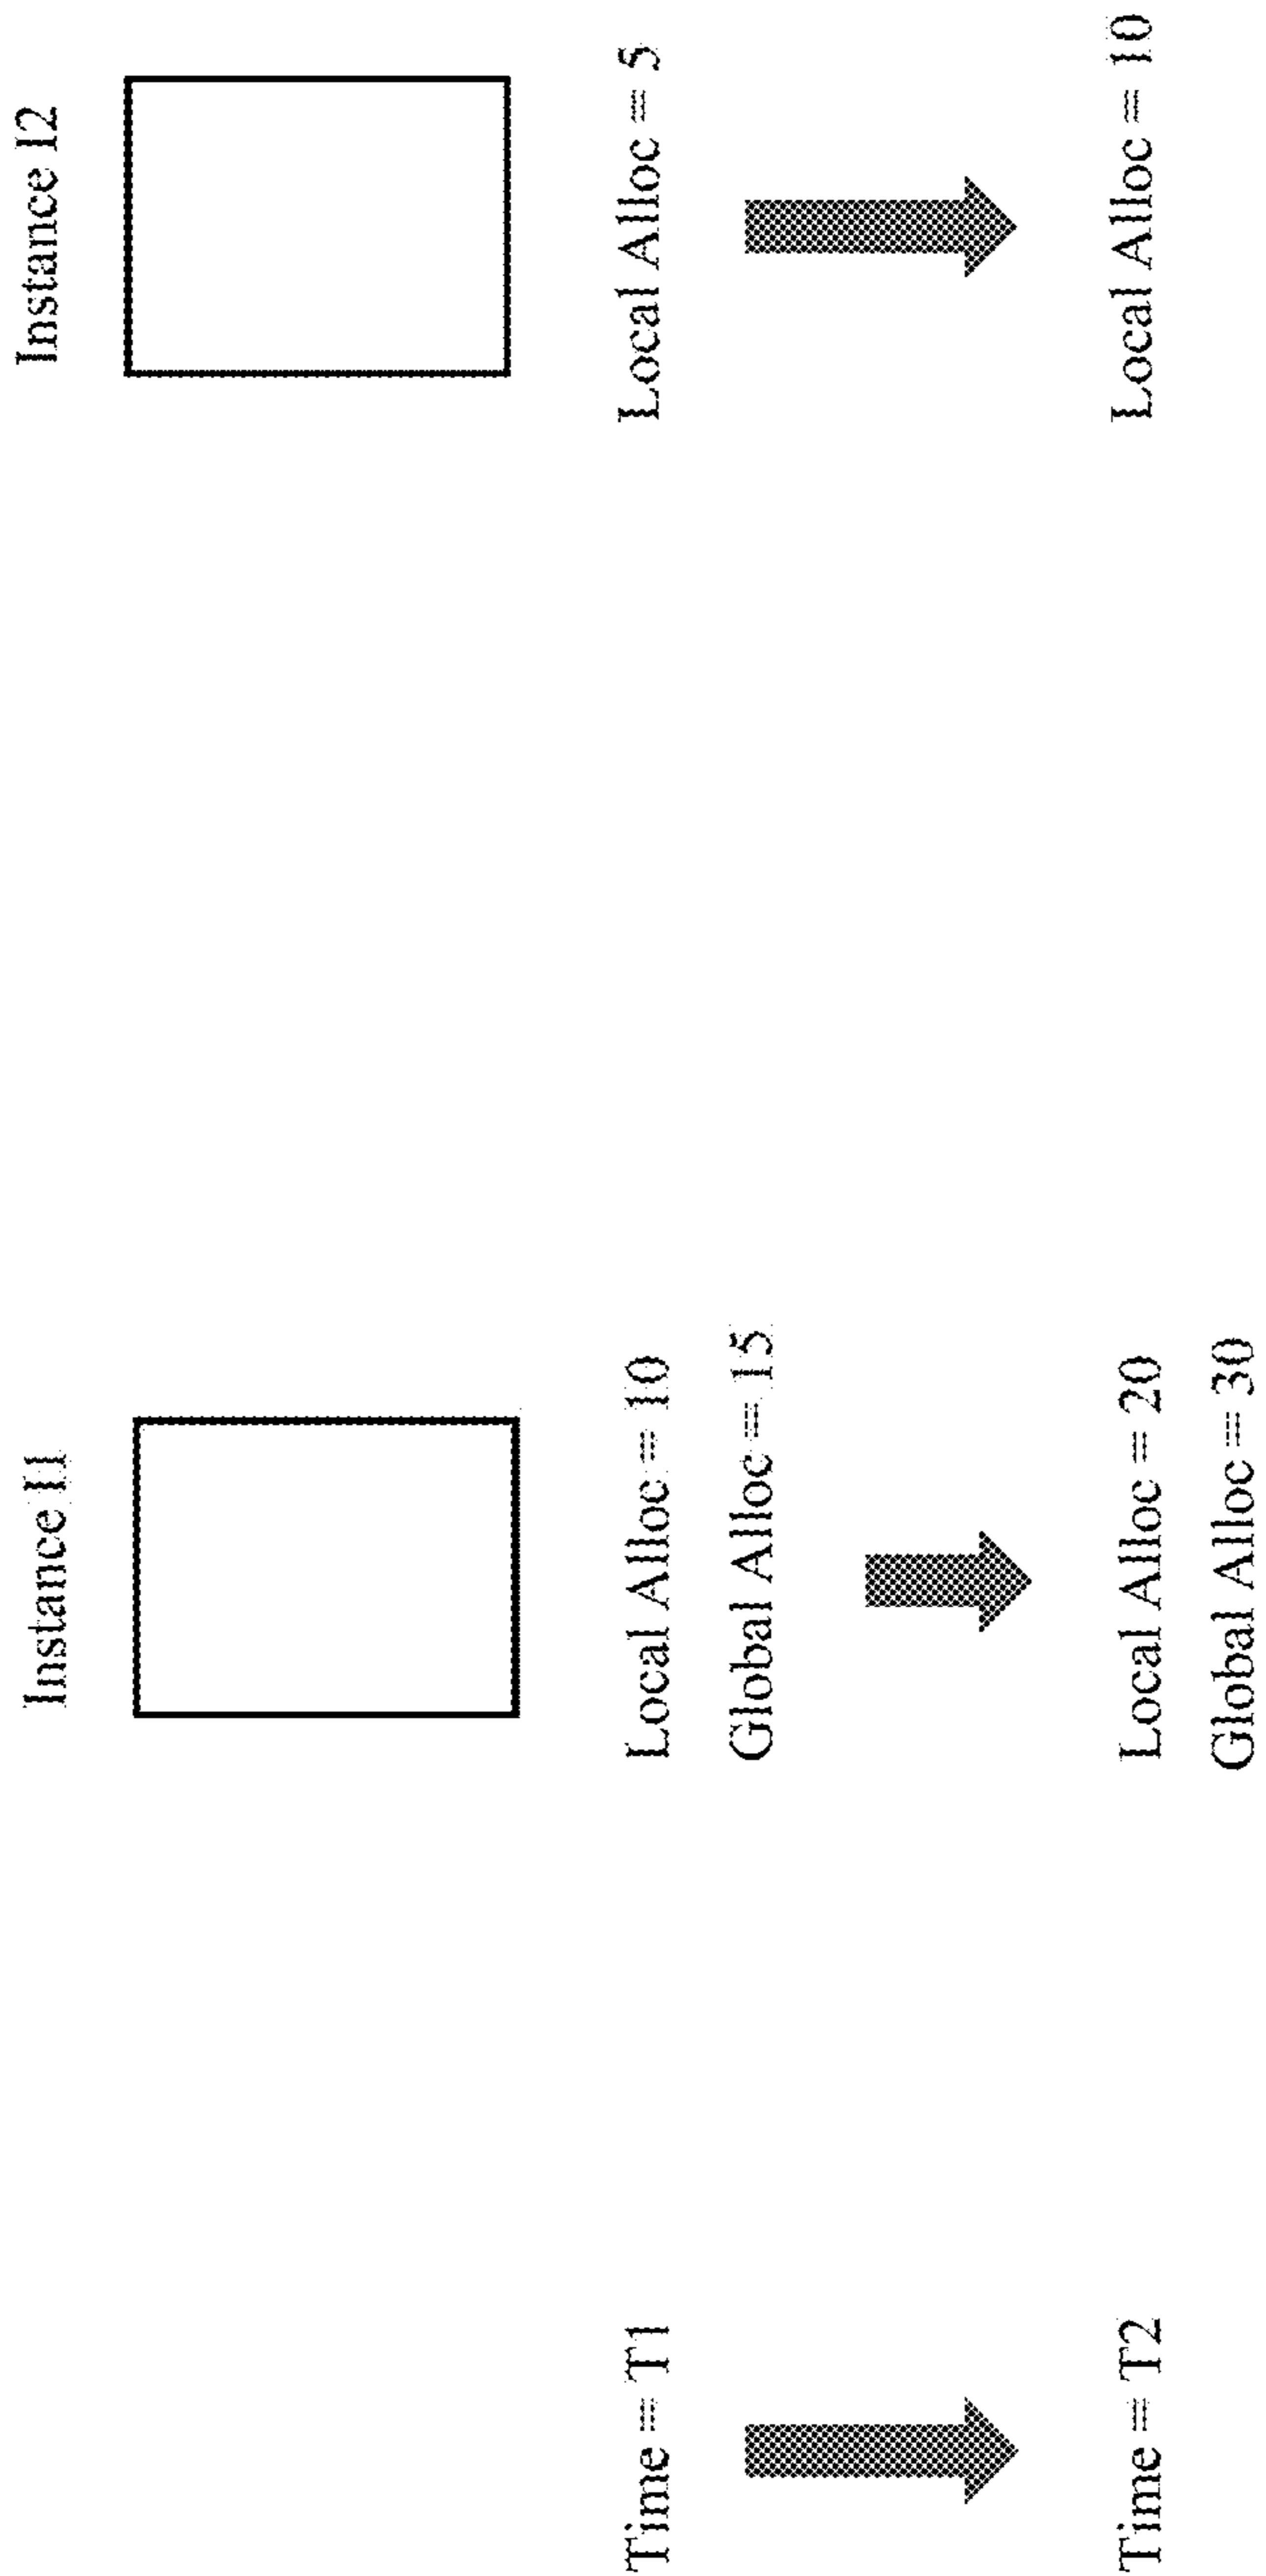 Instance I1
Instance I2
Time = T1
Local Alloc = 10
Global Alloc = 15
Local Alloc = 5
Time = T2
Local Alloc = 20
Global Alloc = 30
Local Alloc = 10